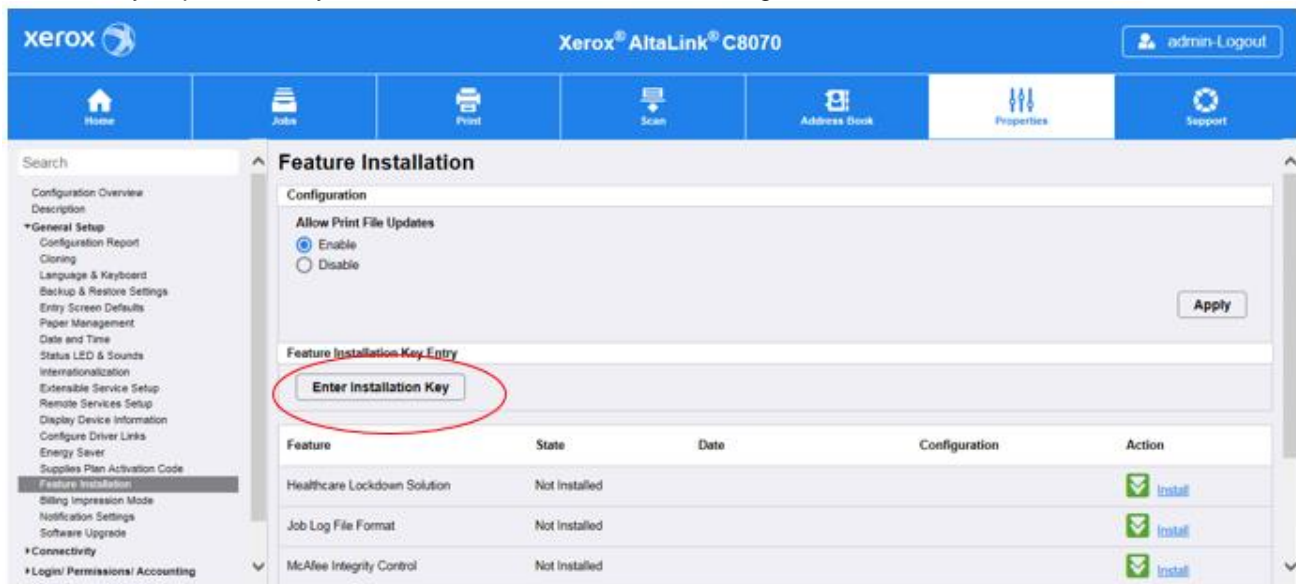 xerox
Xerox® AltaLink® C8070
admin-Logout
Home
Jobs
Print
Scan
Address Book
Properties
Support
Search
Configuration Overview
Description
General Setup
Configuration Report
Cloning
Language & Keyboard
Backup & Restore Settings
Entry Screen Defaults
Paper Management
Date and Time
Status LED & Sounds
Internationalization
Extensible Service Setup
Remote Services Setup
Display Device Information
Configure Driver Links
Energy Saver
Supplies Plan Activation Code
Feature Installation
Billing Impression Mode
Notification Settings
Software Upgrade
Connectivity
Login/ Permissions/ Accounting
Feature Installation
Configuration
Allow Print File Updates
Enable
Disable
Apply
Feature Installation Key Entry
Enter Installation Key
Feature State Date Configuration Action
Healthcare Lockdown Solution Not Installed Install
Job Log File Format Not Installed Install
McAfee Integrity Control Not Installed Install